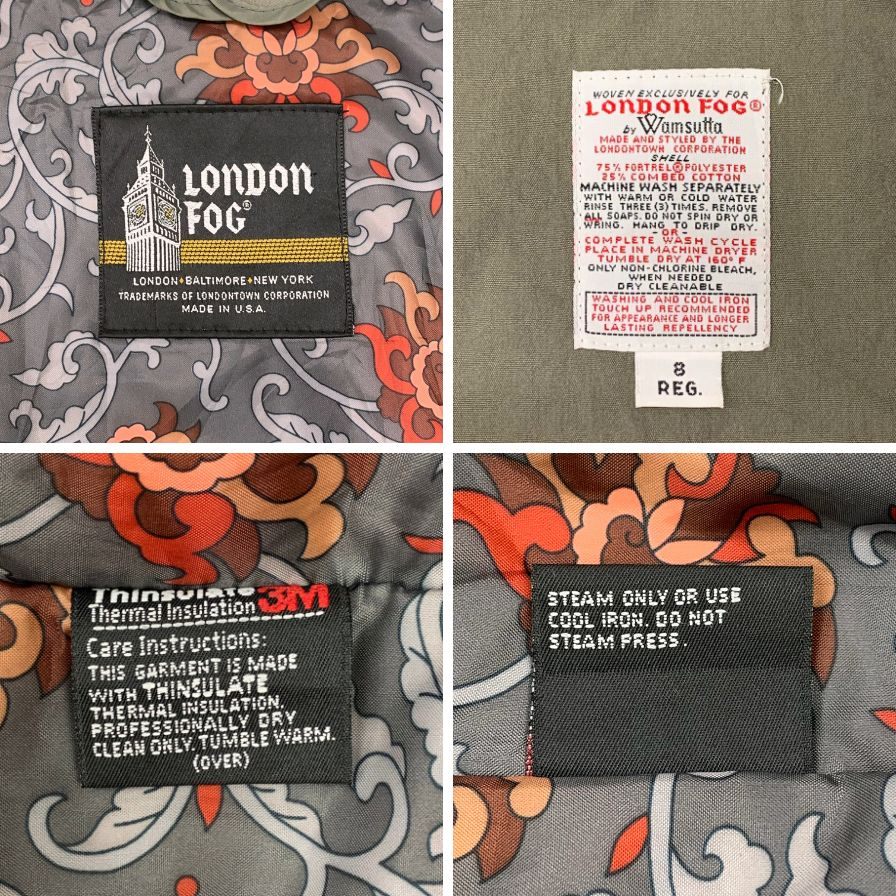 LONDON
FOG®
LONDON•BALTIMORE•NEW YORK
TRADEMARKS OF LONDONTOWN CORPORATION
MADE IN U.S.A.
WOVEN EXCLUSIVELY FOR
LONDON FOG®
by Wamsutta
MADE AND STYLED BY THE
LONDONTOWN CORPORATION
SHELL
75% FORTREL® POLYESTER
25% COMBED COTTON
MACHINE WASH SEPARATELY
WITH WARM OR COLD WATER
RINSE THREE (3) TIMES. REMOVE
ALL SOAPS. DO NOT SPIN DRY OR
WRING. HANG TO DRIP DRY.
-OR-
COMPLETE WASH CYCLE
PLACE IN MACHINE DRYER
TUMBLE DRY AT 160° F
ONLY NON-CHLORINE BLEACH,
WHEN NEEDED
DRY CLEANABLE
WASHING AND COOL IRON
TOUCH UP RECOMMENDED
FOR APPEARANCE AND LONGER
LASTING REPELLENCY
8
REG.
Thinsulate
Thermal Insulation 3M
Care Instructions:
THIS GARMENT IS MADE
WITH THINSULATE
THERMAL INSULATION.
PROFESSIONALLY DRY
CLEAN ONLY. TUMBLE WARM.
(OVER)
STEAM ONLY OR USE
COOL IRON. DO NOT
STEAM PRESS.